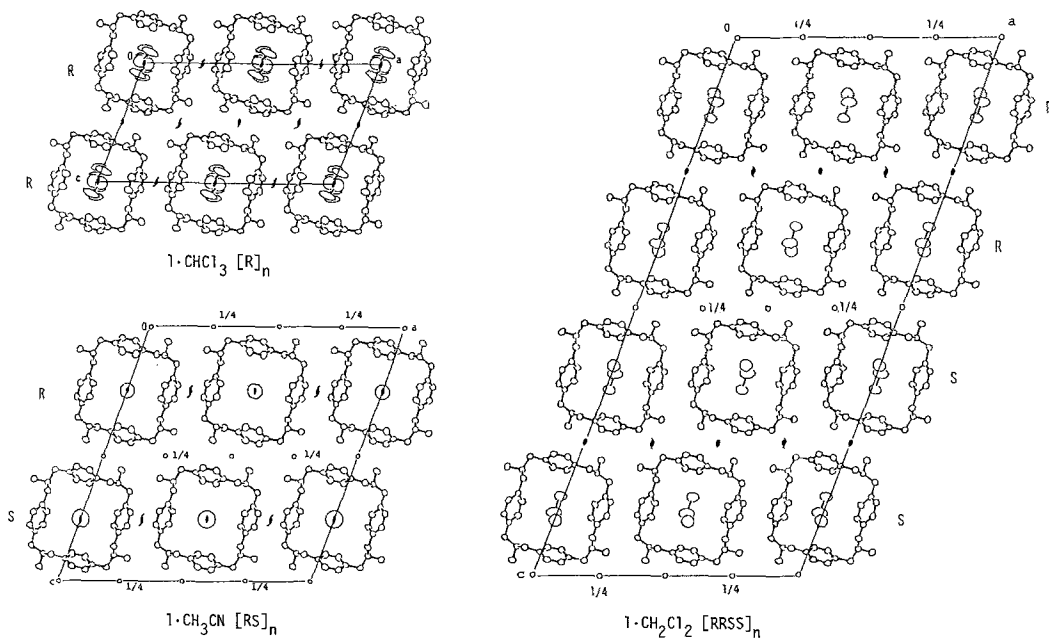 0
a
R
R
c
1·CHCl₃ [R]ₙ
0
1/4
1/4
a
R
1/4
1/4
S
c
1/4
1/4
1·CH₃CN [RS]ₙ
0
1/4
1/4
a
R
1/4
1/4
S
S
c
1/4
1/4
1·CH₂Cl₂ [RRSS]ₙ